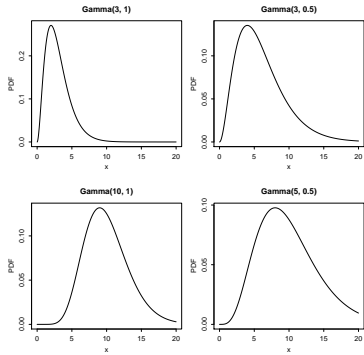 Gamma(3, 1)
PDF
0.0
0.1
0.2
0 5 10 15 20
x
Gamma(3, 0.5)
PDF
0.00
0.05
0.10
0 5 10 15 20
x
Gamma(10, 1)
PDF
0.00
0.05
0.10
0 5 10 15 20
x
Gamma(5, 0.5)
PDF
0.00
0.05
0.10
0 5 10 15 20
x